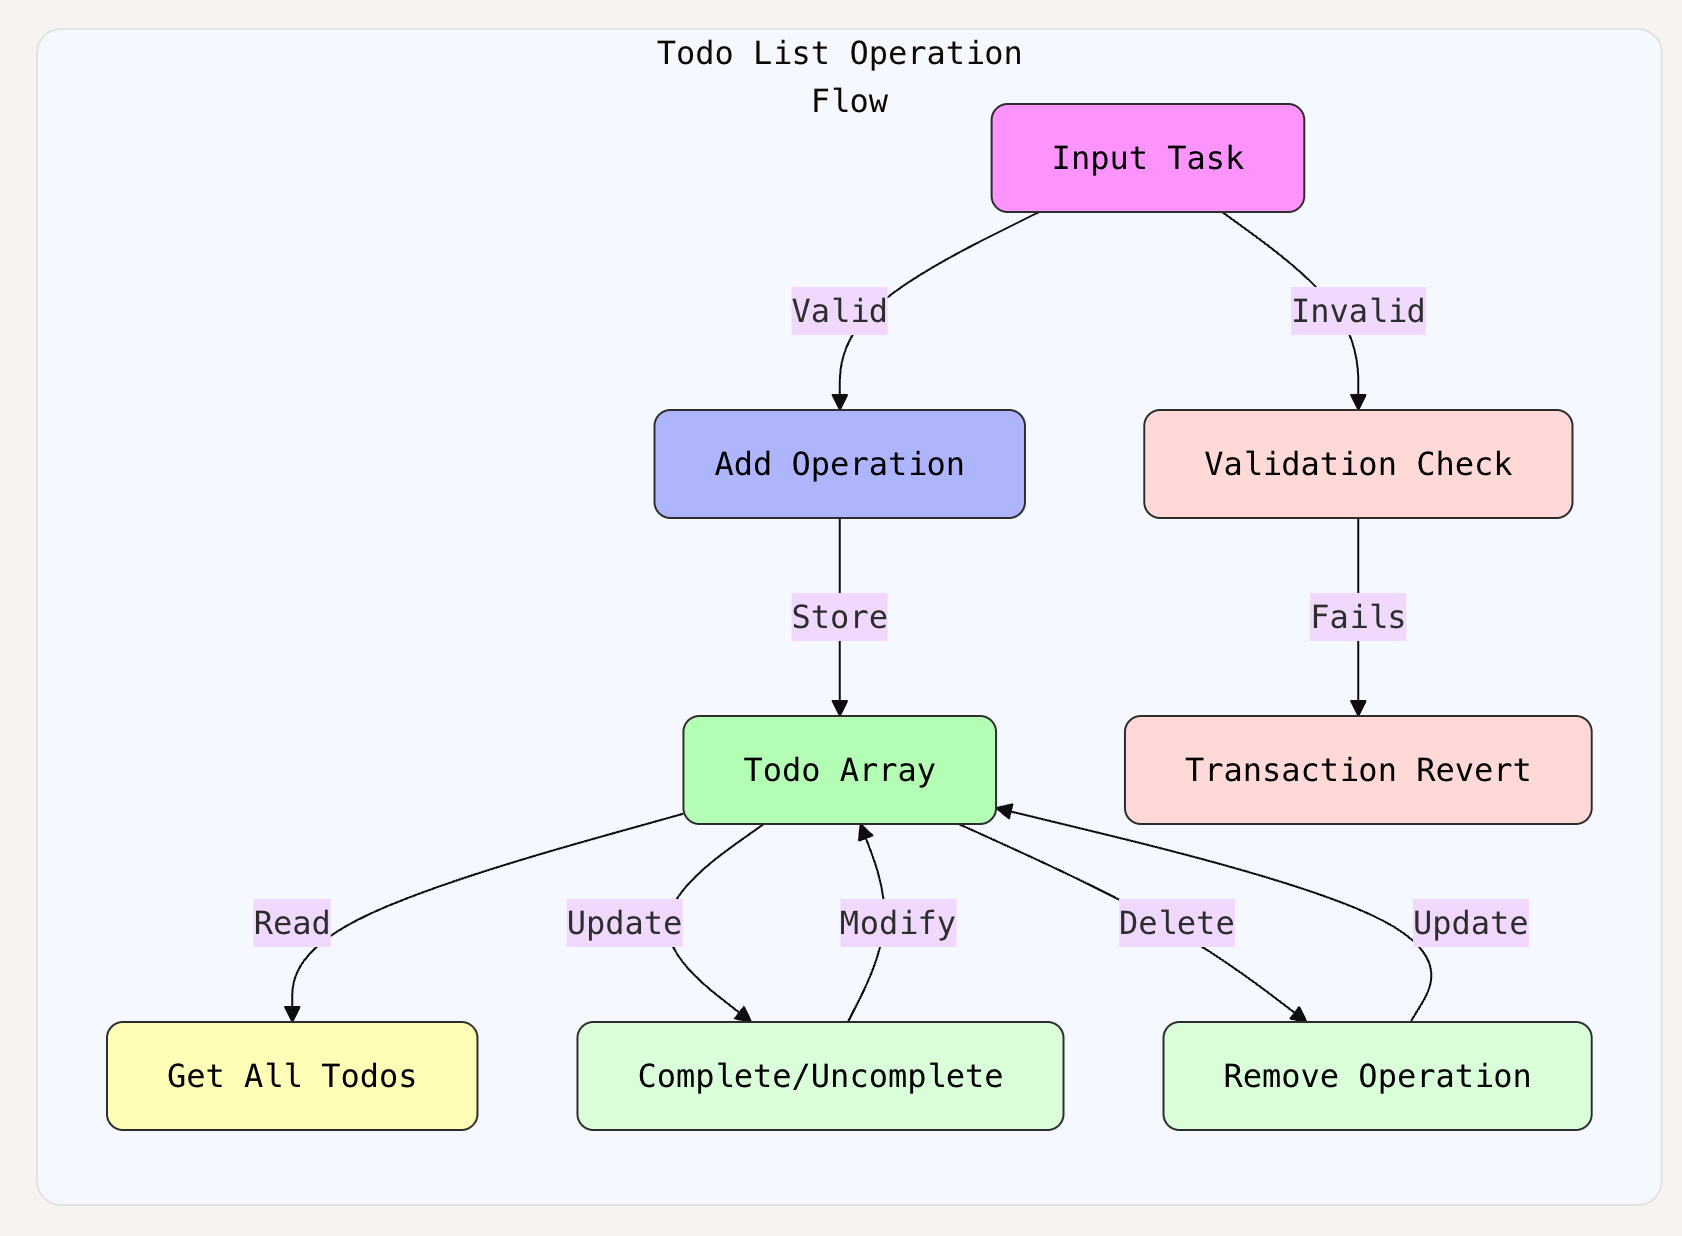 Todo List Operation
Flow
Input Task
Valid
Invalid
Add Operation
Validation Check
Store
Fails
Todo Array
Transaction Revert
Read
Update
Modify
Delete
Update
Get All Todos
Complete/Uncomplete
Remove Operation